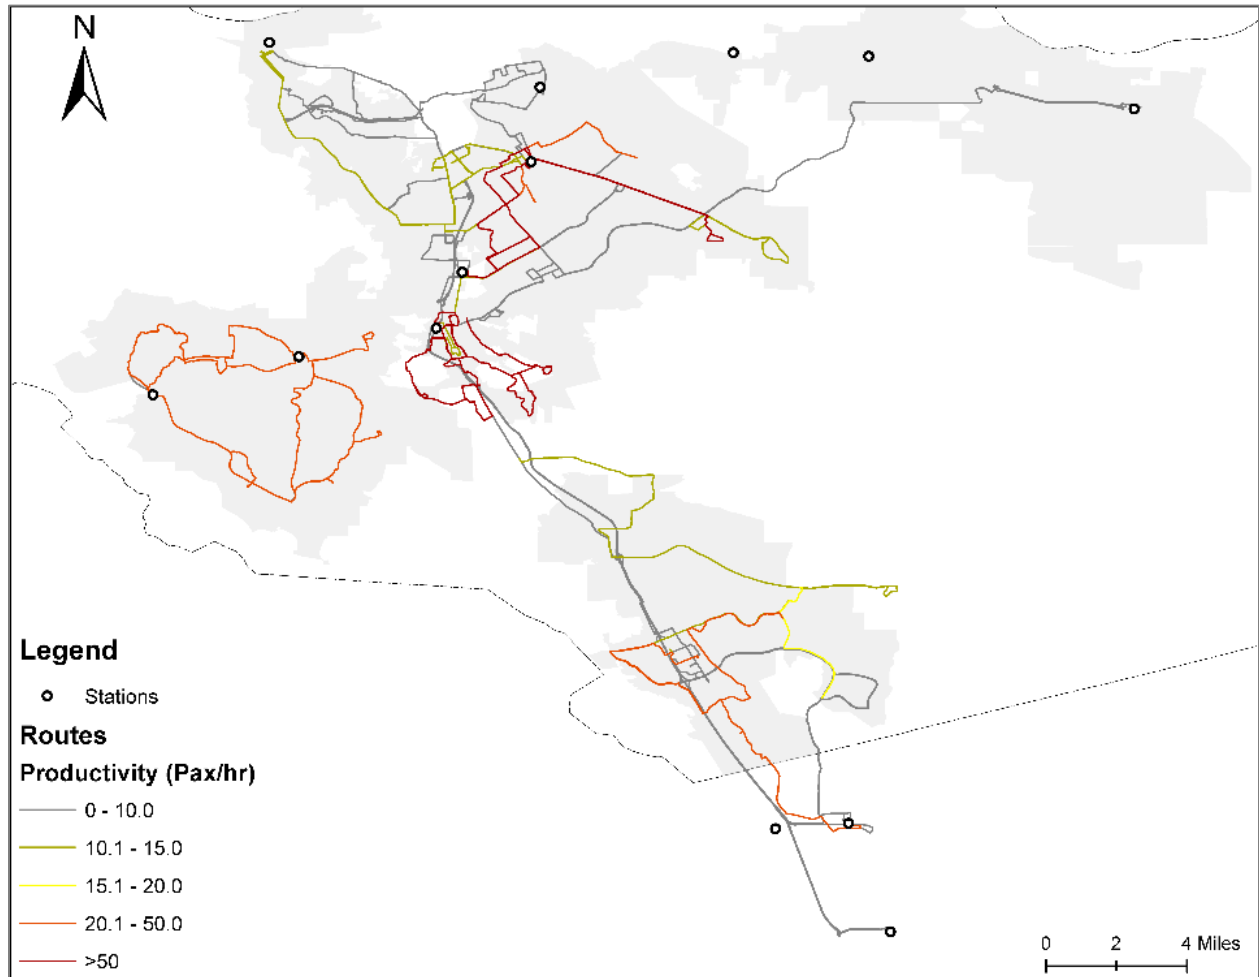 N
Legend
Stations
Routes
Productivity (Pax/hr)
0 - 10.0
10.1 - 15.0
15.1 - 20.0
20.1 - 50.0
>50
0 2 4 Miles